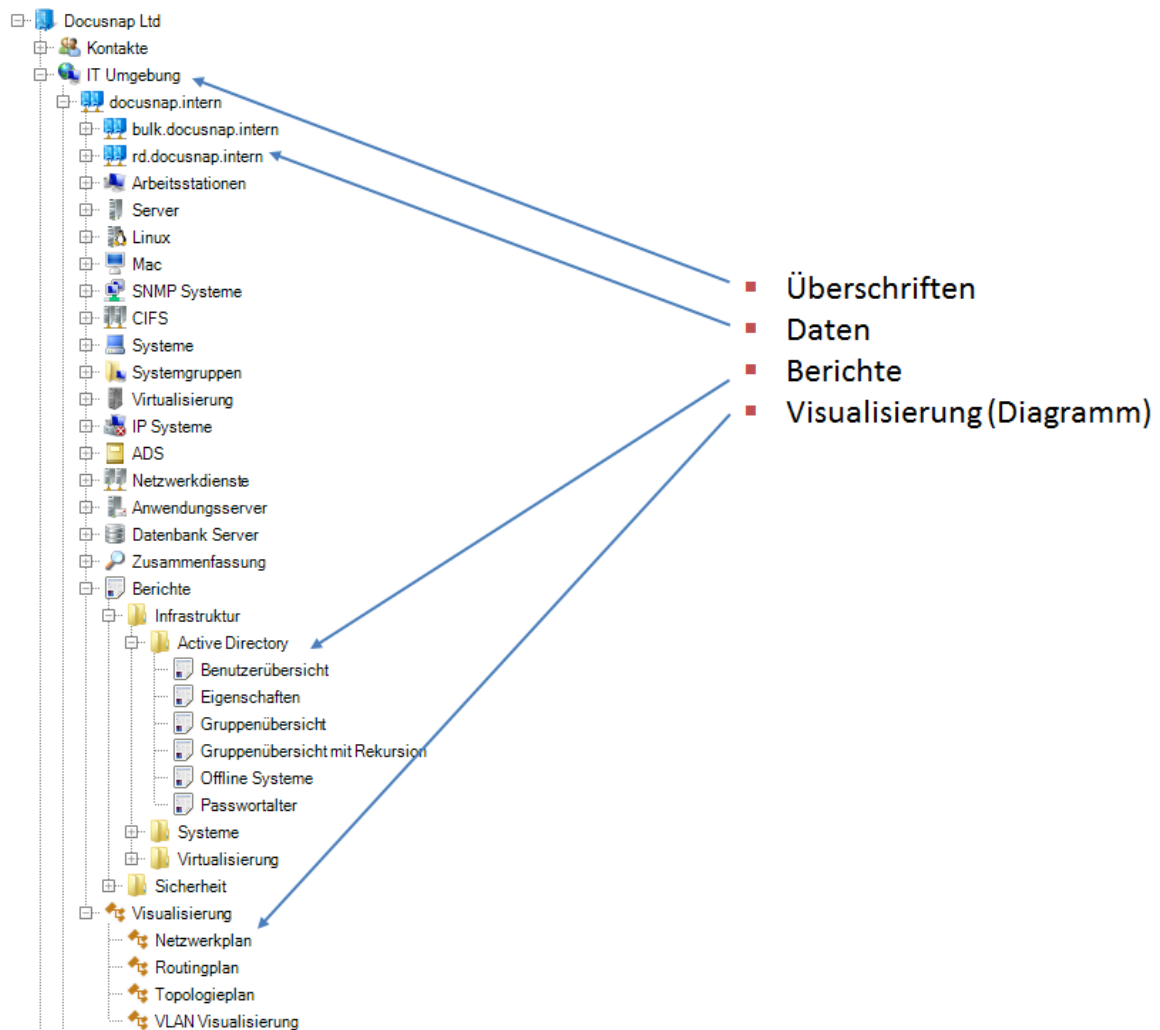 Docusnap Ltd
Kontakte
IT Umgebung
docusnap.intern
bulk.docusnap.intern
rd.docusnap.intern
Arbeitsstationen
Server
Linux
Mac
SNMP Systeme
CIFS
Systeme
Systemgruppen
Virtualisierung
IP Systeme
ADS
Netzwerkdienste
Anwendungsserver
Datenbank Server
Zusammenfassung
Berichte
Infrastruktur
Active Directory
Benutzerübersicht
Eigenschaften
Gruppenübersicht
Gruppenübersicht mit Rekursion
Offline Systeme
Passwortalter
Systeme
Virtualisierung
Sicherheit
Visualisierung
Netzwerkplan
Routingplan
Topologieplan
VLAN Visualisierung
Überschriften
Daten
Berichte
Visualisierung (Diagramm)